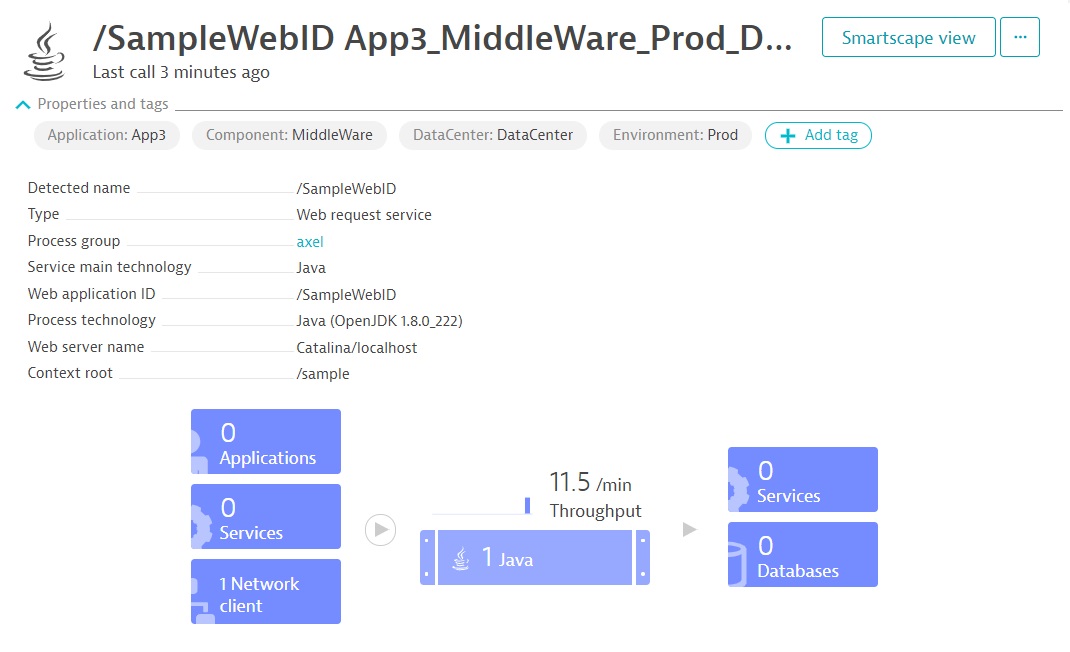 /SampleWebID App3_MiddleWare_Prod_D...
Smartscape view
...
Last call 3 minutes ago
Properties and tags
Application: App3
Component: MiddleWare
DataCenter: DataCenter
Environment: Prod
Add tag
Detected name /SampleWebID
Type Web request service
Process group axel
Service main technology Java
Web application ID /SampleWebID
Process technology Java (OpenJDK 1.8.0_222)
Web server name Catalina/localhost
Context root /sample
0
Applications
0
Services
1 Network
client
11.5 /min
Throughput
1 Java
0
Services
0
Databases